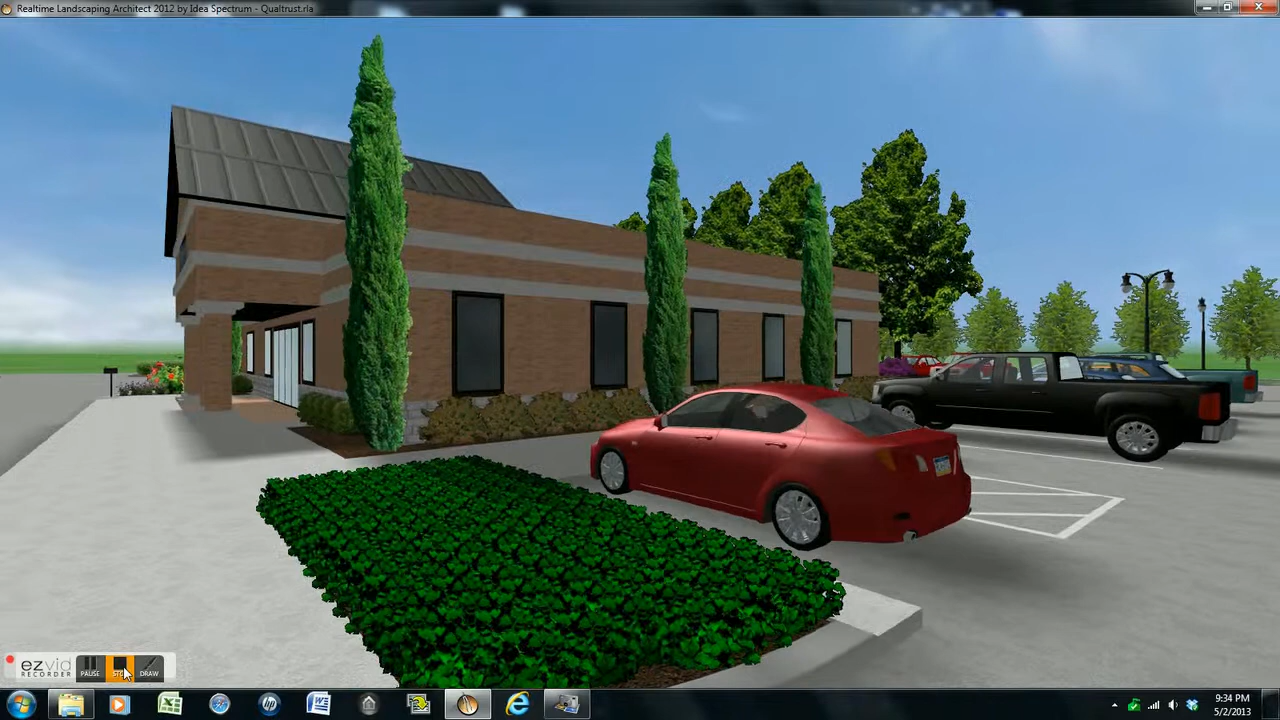 Realtime Landscaping Architect 2012 by Idea Spectrum - Qualtrust.rla
ezvid
RECORDER
PAUSE
DRAW
9:34 PM
5/2/2013